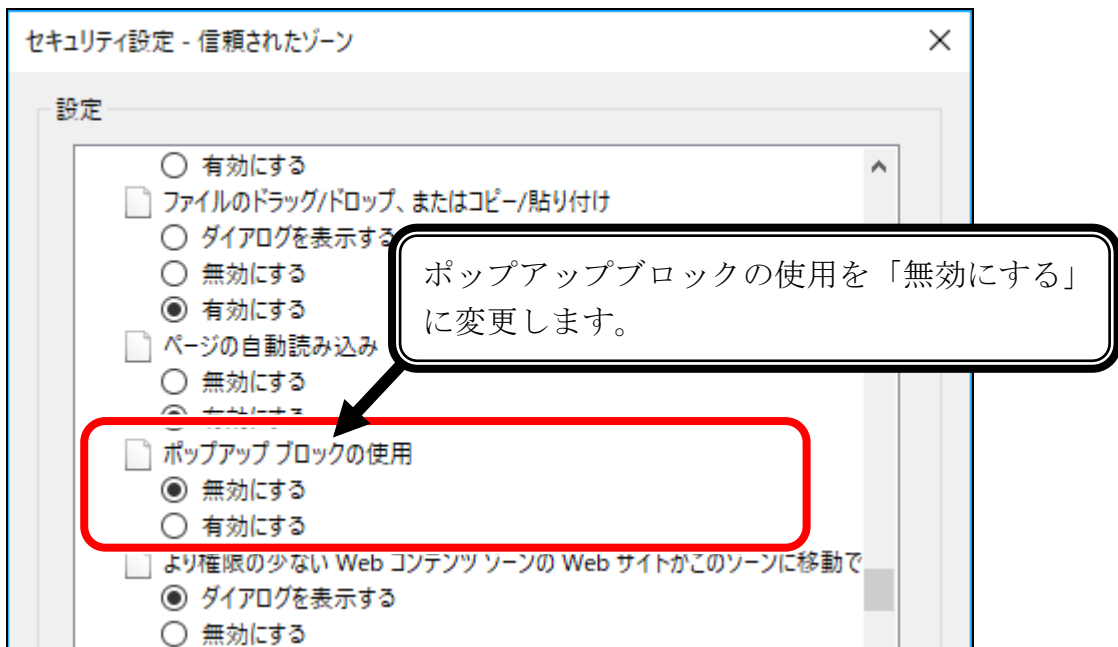 セキュリティ設定 - 信頼されたゾーン
設定
有効にする
ファイルのドラッグ/ドロップ、またはコピー/貼り付け
ダイアログを表示する
無効にする
有効にする
ポップアップブロックの使用を「無効にする」
に変更します。
ページの自動読み込み
無効にする
有効にする
ポップアップ ブロックの使用
無効にする
有効にする
より権限の少ない Web コンテンツ ゾーンの Web サイトがこのゾーンに移動で
ダイアログを表示する
無効にする